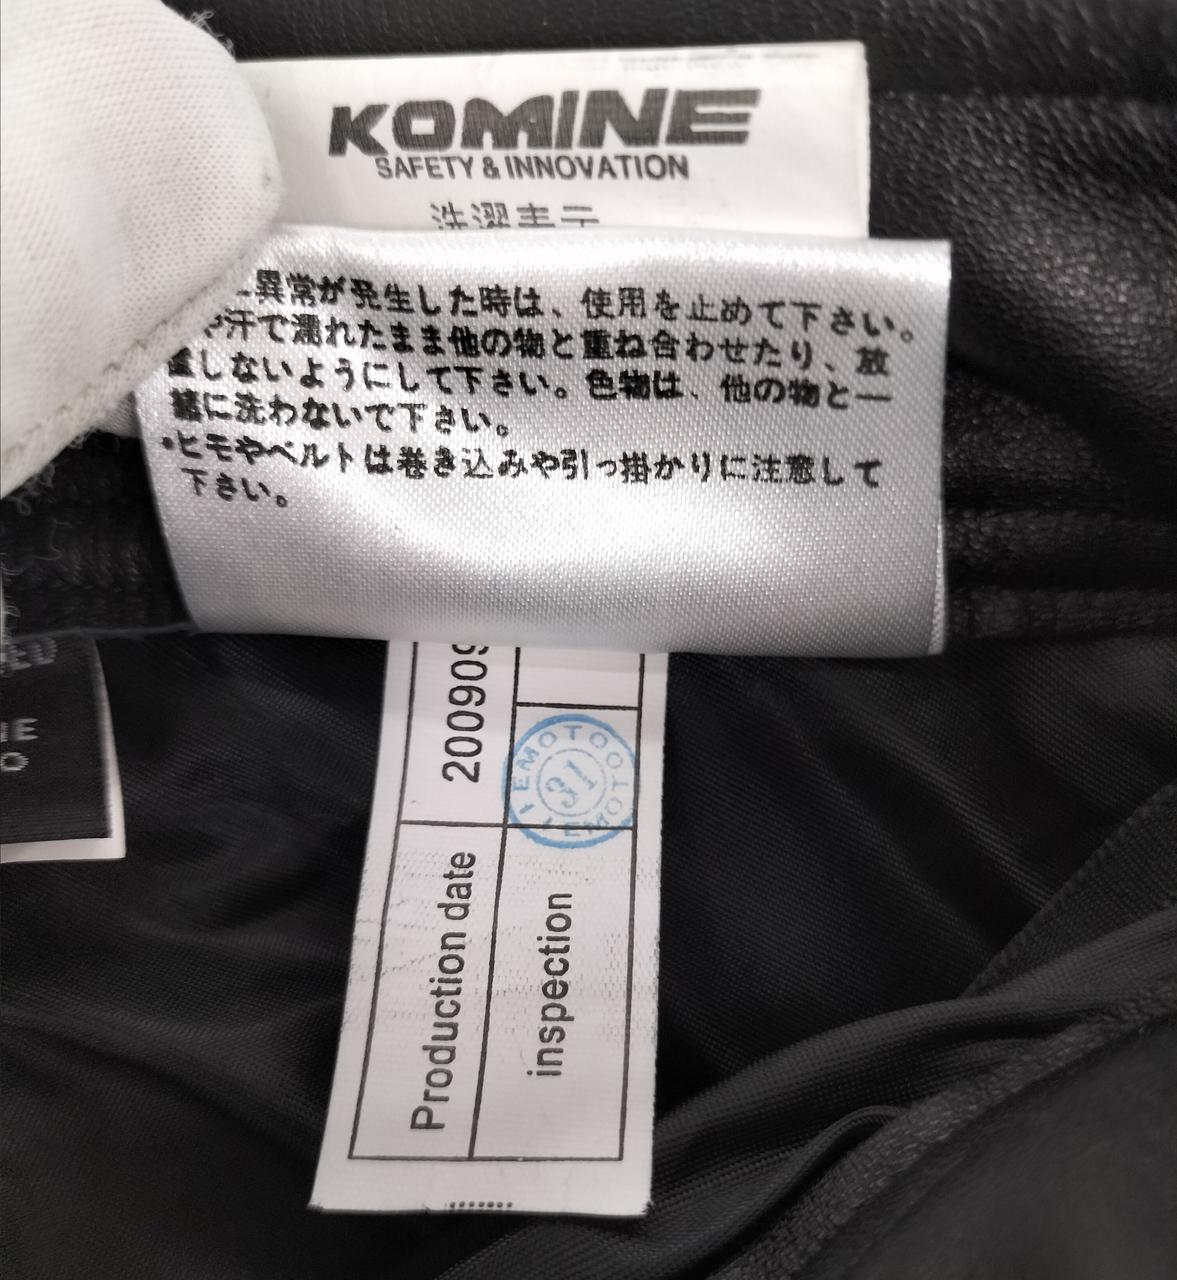 KOMINE
SAFETY & INNOVATION
洗濯表示
異常が発生した時は、使用を止めて下さい。
や汗で濡れたまま他の物と重ね合わせたり、放
置しないようにして下さい。色物は、他の物と一
緒に洗わないで下さい。
・ヒモやベルトは巻き込みや引っ掛かりに注意して
下さい。
Production date 200909
inspection
31